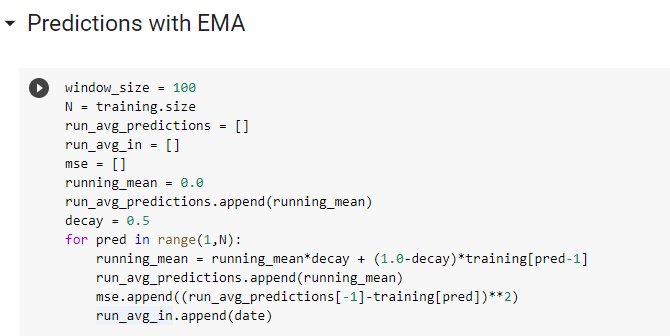 Predictions with EMA
window_size = 100
N = training.size
run_avg_predictions = []
run_avg_in = []
mse = []
running_mean = 0.0
run_avg_predictions.append(running_mean)
decay = 0.5
for pred in range(1,N):
    running_mean = running_mean*decay + (1.0-decay)*training[pred-1]
    run_avg_predictions.append(running_mean)
    mse.append((run_avg_predictions[-1]-training[pred])**2)
    run_avg_in.append(date)